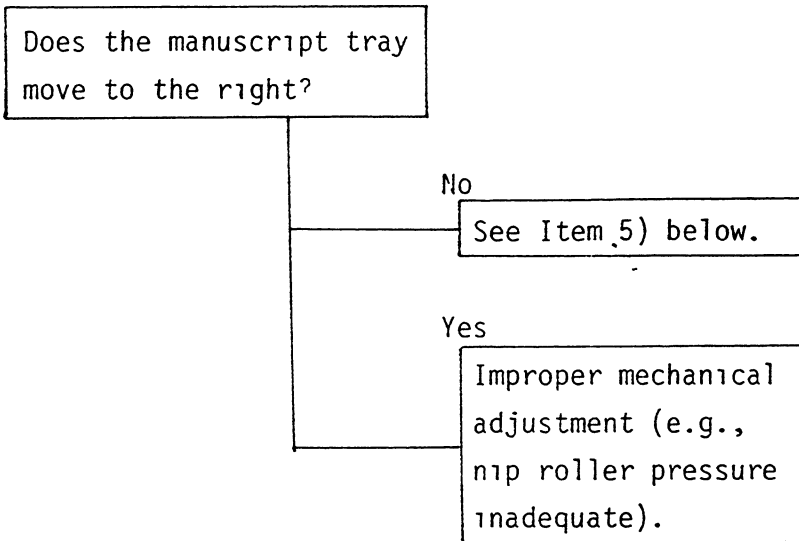 Does the manuscript tray
move to the right?
No
See Item 5) below.
Yes
Improper mechanical
adjustment (e.g.,
nip roller pressure
inadequate).